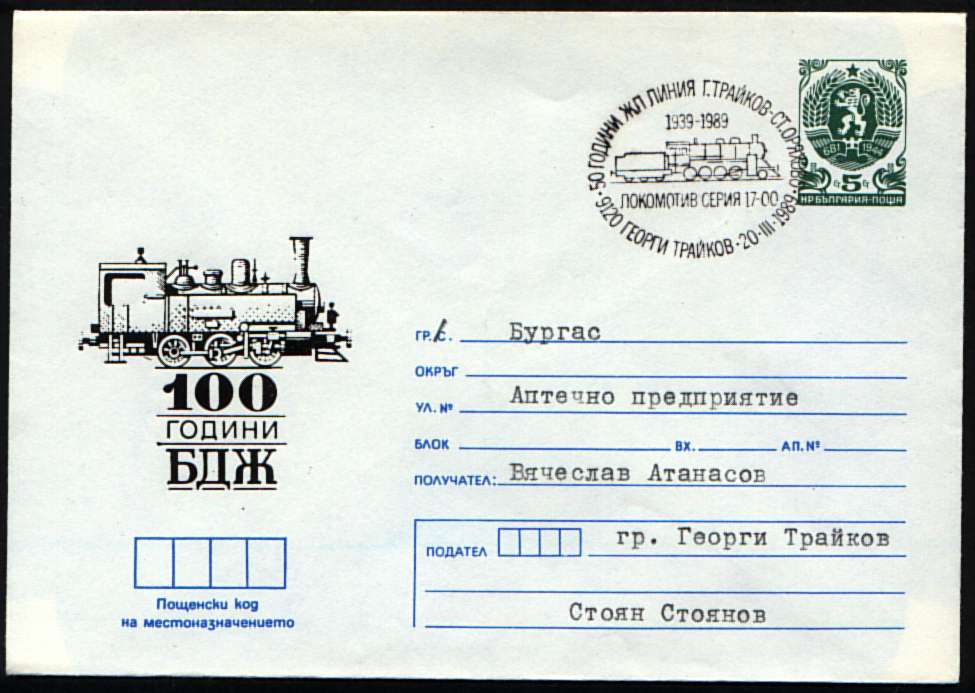 50 ГОДИНИ ЖП ЛИНИЯ Г.ТРАЙКОВ-СТ.ОРЯХОВО
1939-1989
ЛОКОМОТИВ СЕРИЯ 17-00
9120 ГЕОРГИ ТРАЙКОВ · 20-III-1989
681 1944
5
НР БЪЛГАРИЯ·ПОЩА
100
ГОДИНИ
БДЖ
ГР./С. Бургас
ОКРЪГ
УЛ. № Аптечно предприятие
БЛОК ВХ. АП. №
ПОЛУЧАТЕЛ: Вячеслав Атанасов
ПОДАТЕЛ гр. Георги Трайков
Стоян Стоянов
Пощенски код
на местоназначението